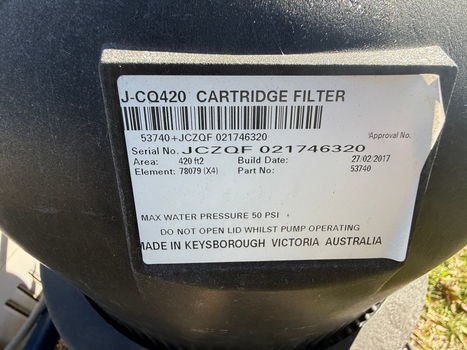 J-CQ420 CARTRIDGE FILTER
53740+JCZQF 021746320
Approval No.
Serial No. JCZQF 021746320
Area: 420 ft2 Build Date: 27/02/2017
Element: 78079 (X4) Part No.: 53740
MAX WATER PRESSURE 50 PSI
DO NOT OPEN LID WHILST PUMP OPERATING
MADE IN KEYSBOROUGH VICTORIA AUSTRALIA